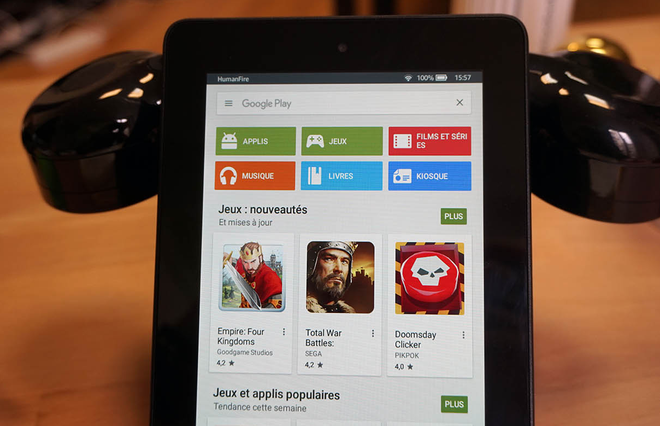 HumanFire 100% 15:57
Google Play
APPLIS JEUX FILMS ET SÉRI
ES
MUSIQUE LIVRES KIOSQUE
Jeux : nouveautés
Et mises à jour
PLUS
Empire: Four
Kingdoms
Goodgame Studios
4,2
Total War
Battles:
SEGA
4,2
Doomsday
Clicker
PIKPOK
4,0
Jeux et applis populaires
Tendance cette semaine
PLUS